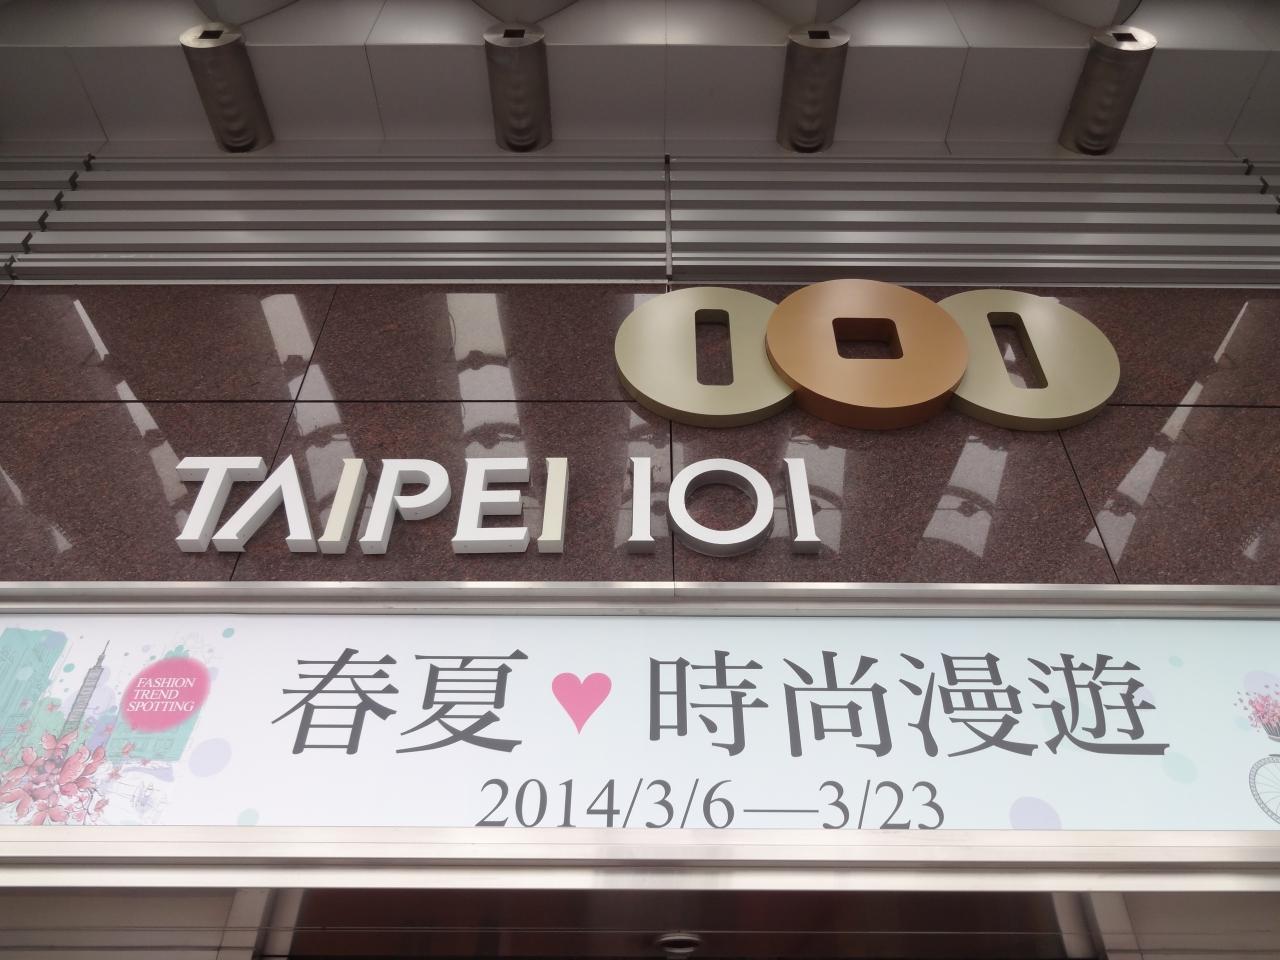 TAIPEI 101
FASHION
TREND
SPOTTING
春夏♥時尚漫遊
2014/3/6—3/23